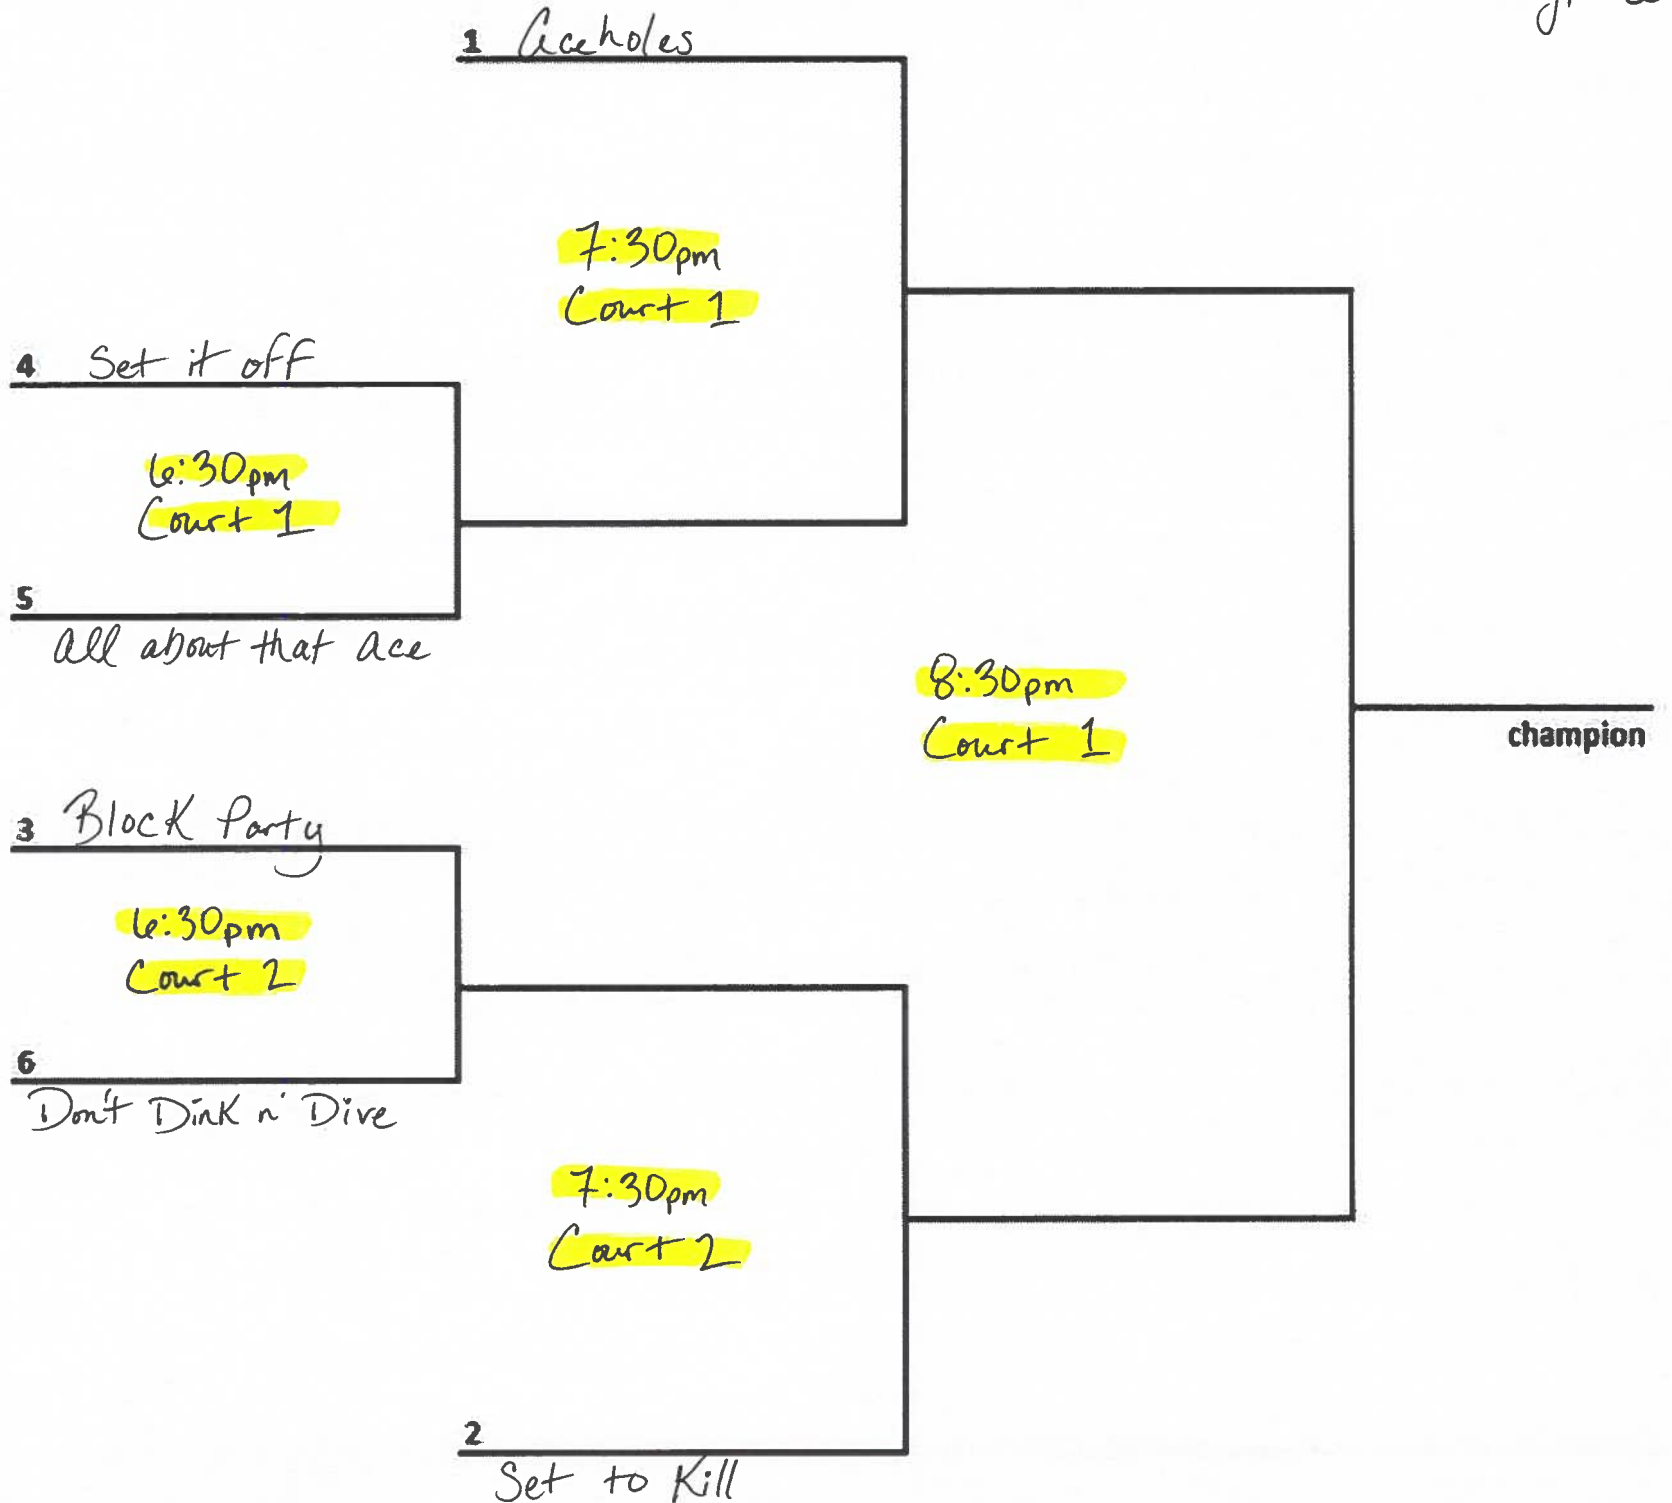 1 Aceholes
7:30pm
Court 1
4 Set it off
6:30pm
Court 1
5
All about that Ace
8:30pm
Court 1
champion
3 Block Party
6:30pm
Court 2
6
Don't Dink n' Dive
7:30pm
Court 2
2
Set to Kill